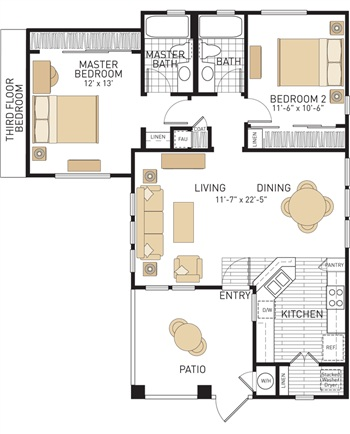 MASTER
BATH
BATH
MASTER
BEDROOM
12' x 13'
THIRD FLOOR
BEDROOM
BEDROOM 2
11'-6" x 10'-6"
LINEN
FAU
COAT
LINEN
LIVING
DINING
11'-7" x 22'-5"
PANTRY
ENTRY
D/W
KITCHEN
REF.
PATIO
W/H
LINEN
Stacked
Washer
Dryer